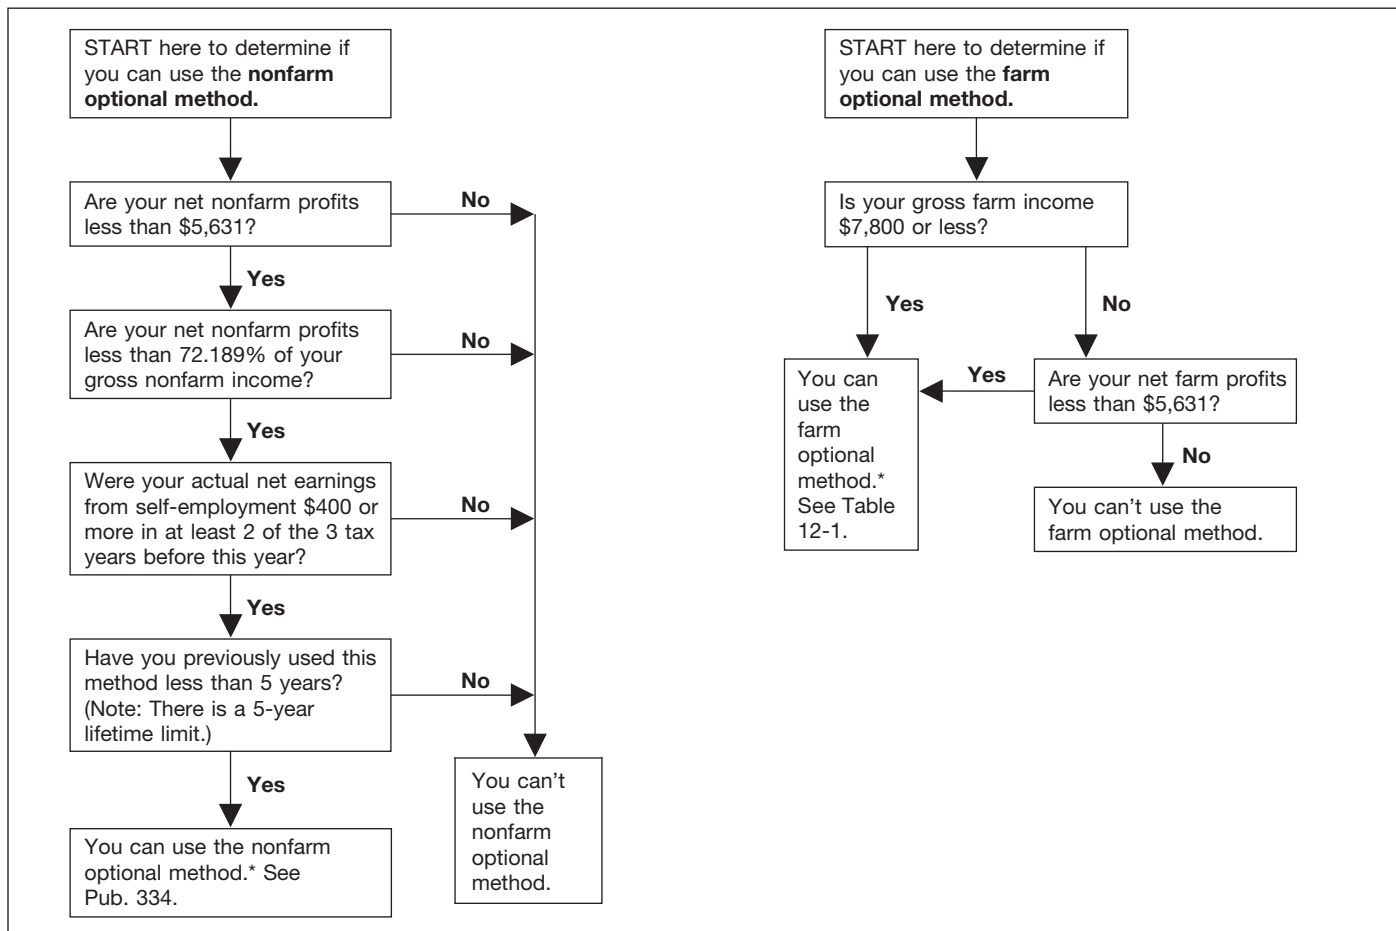 START here to determine if
you can use the nonfarm
optional method.
Are your net nonfarm profits
less than $5,631?
No
Yes
Are your net nonfarm profits
less than 72.189% of your
gross nonfarm income?
No
Yes
Were your actual net earnings
from self-employment $400 or
more in at least 2 of the 3 tax
years before this year?
No
Yes
Have you previously used this
method less than 5 years?
(Note: There is a 5-year
lifetime limit.)
No
Yes
You can use the nonfarm
optional method.* See
Pub. 334.
You can't
use the
nonfarm
optional
method.
START here to determine if
you can use the farm
optional method.
Is your gross farm income
$7,800 or less?
Yes
No
You can
use the
farm
optional
method.*
See Table
12-1.
Yes
Are your net farm profits
less than $5,631?
No
You can't use the
farm optional method.